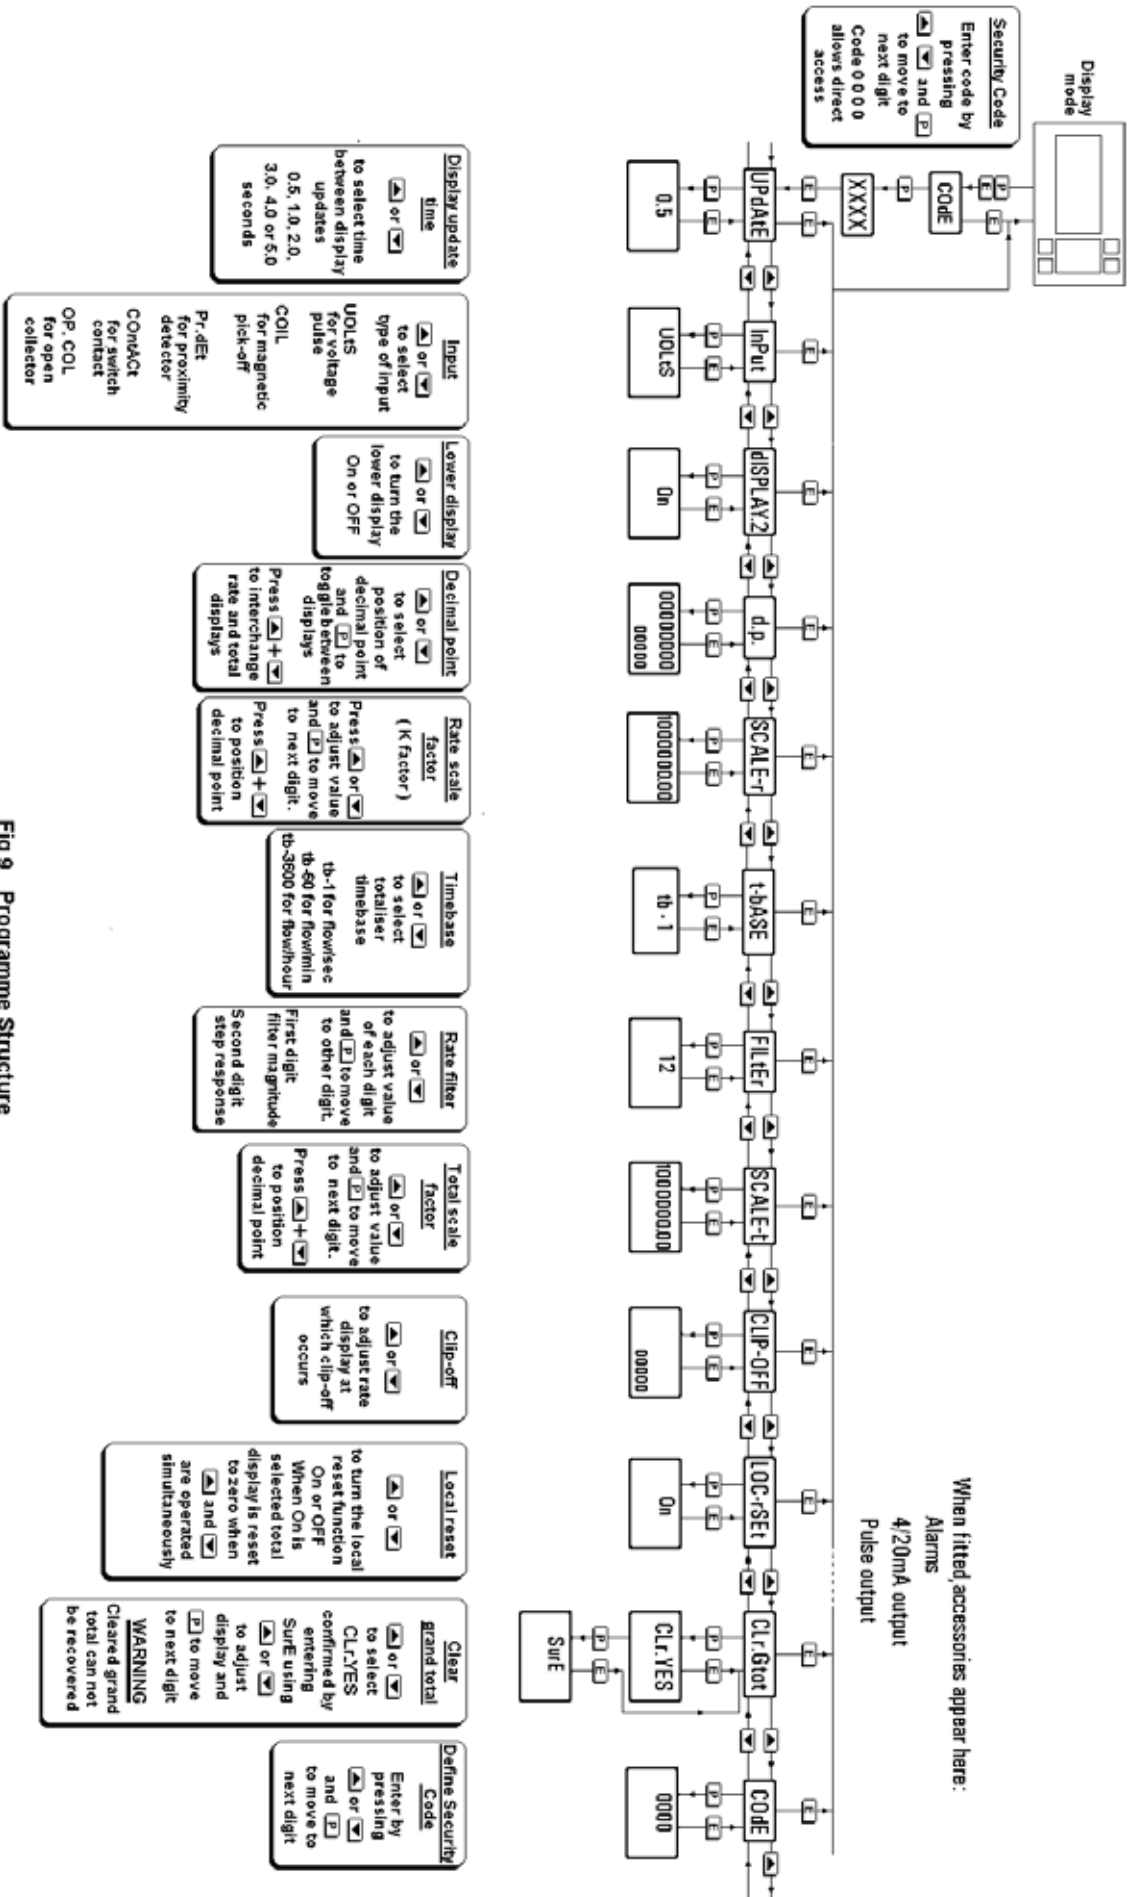 Display
mode
Security Code
Enter code by
pressing
▲ ▼ and P
to move to
next digit
Code 0 0 0 0
allows direct
access
P
E
E
COdE
P
XXXX
E
E
E
E
E
E
E
E
E
E
E
E
E
When fitted accessories appear here:
Alarms
4/20mA output
Pulse output
UPdAtE
InPut
dISPLAY.2
d.p.
SCALE-r
t-bASE
FILtEr
SCALE-t
CLIP-OFF
LOC-rSEt
CLr.Gtot
COdE
P E
P E
P E
P E
P E
P E
P E
P E
P E
P E
P E
P E
0.5
UOLtS
On
00000000
00000
1000000.00
tb - 1
12
1000000.00
00000
On
CLr.YES
0000
P E
SurE
Display update
time
▲ or ▼
to select time
between display
updates
0.5, 1.0, 2.0,
3.0, 4.0 or 5.0
seconds
Input
▲ or ▼
to select
type of input
UOLtS
for voltage
pulse
COIL
for magnetic
pick-off
Pr.dEt
for proximity
detector
COntACt
for switch
contact
OP. COL
for open
collector
Lower display
▲ or ▼
to turn the
lower display
On or OFF
Decimal point
▲ or ▼
to select
position of
decimal point
and P to
toggle between
displays
Press ▲ + ▼
to interchange
rate and total
displays
Rate scale
factor
( K factor )
Press ▲ or ▼
to adjust value
and P to move
to next digit.
Press ▲ + ▼
to position
decimal point
Timebase
▲ or ▼
to select
totaliser
timebase
tb-1 for flow/sec
tb-60 for flow/min
tb-3600 for flow/hour
Rate filter
▲ or ▼
to adjust value
of each digit
and P to move
to other digit.
First digit
filter magnitude
Second digit
step response
Total scale
factor
▲ or ▼
to adjust value
and P to move
to next digit.
Press ▲ + ▼
to position
decimal point
Clip-off
▲ or ▼
to adjust rate
display at
which clip-off
occurs
Local reset
▲ or ▼
to turn the local
reset function
On or OFF
When On is
selected total
display is reset
to zero when
▲ and ▼
are operated
simultaneously
Clear
grand total
▲ or ▼
to select
CLr.YES
confirmed by
entering
SurE using
▲ or ▼
to adjust
display and
P to move
to next digit
WARNING
Cleared grand
total can not
be recovered
Define Security
Code
Enter by
pressing
▲ or ▼
and P
to move to
next digit
Fig 9 Programme Structure